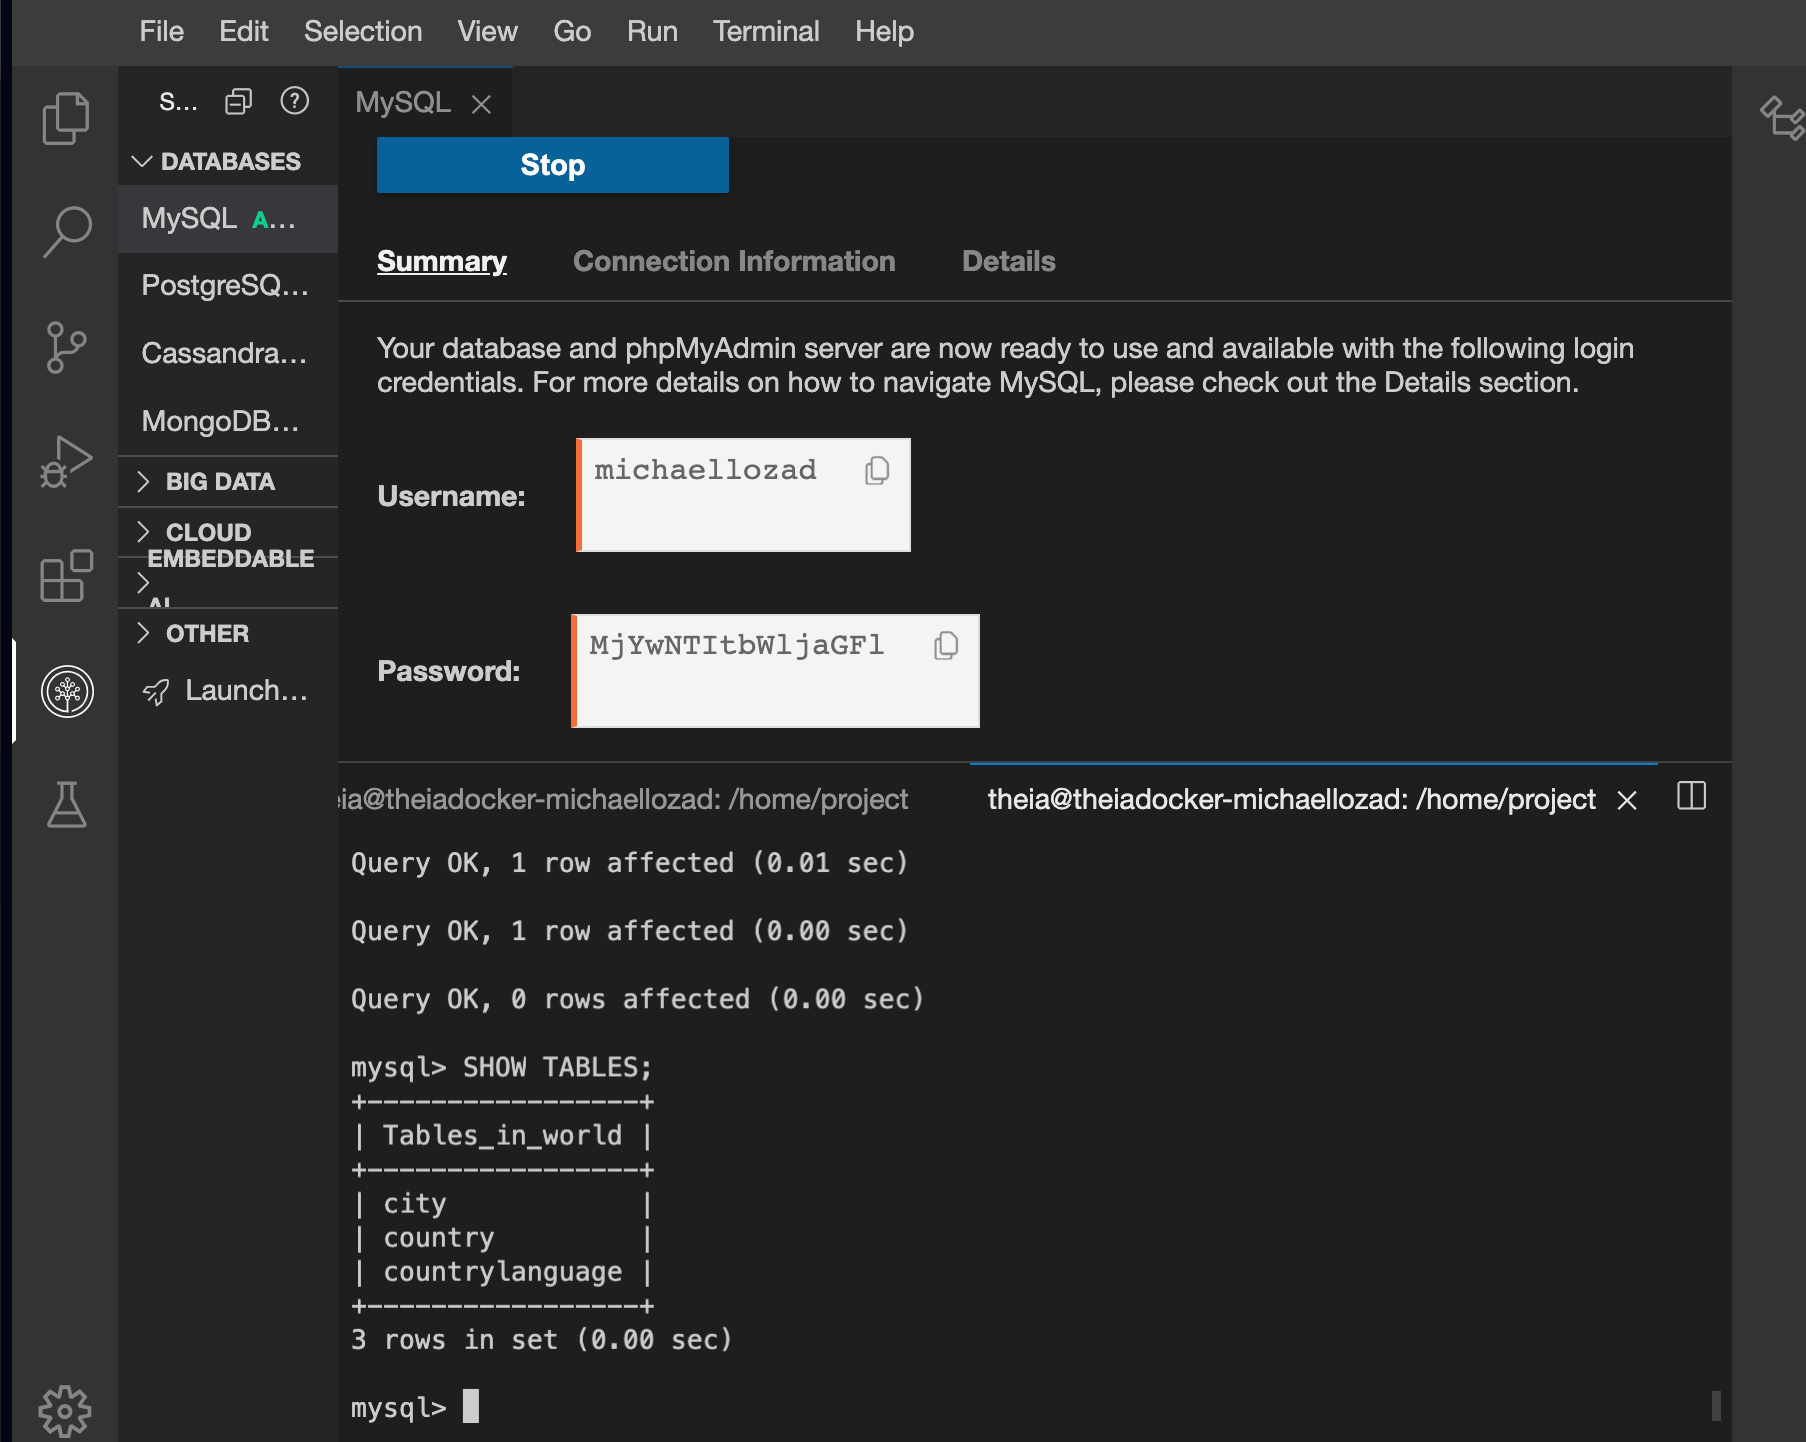 File Edit Selection View Go Run Terminal Help
S...
MySQL
DATABASES
MySQL A...
PostgreSQ...
Cassandra...
MongoDB...
BIG DATA
CLOUD
EMBEDDABLE
AI
OTHER
Launch...
Stop
Summary Connection Information Details
Your database and phpMyAdmin server are now ready to use and available with the following login
credentials. For more details on how to navigate MySQL, please check out the Details section.
Username: michaellozad
Password: MjYwNTItbWljaGFl
eia@theiadocker-michaellozad: /home/project theia@theiadocker-michaellozad: /home/project
Query OK, 1 row affected (0.01 sec)
Query OK, 1 row affected (0.00 sec)
Query OK, 0 rows affected (0.00 sec)
mysql> SHOW TABLES;
+-----------------+
| Tables_in_world |
+-----------------+
| city            |
| country         |
| countrylanguage |
+-----------------+
3 rows in set (0.00 sec)
mysql>